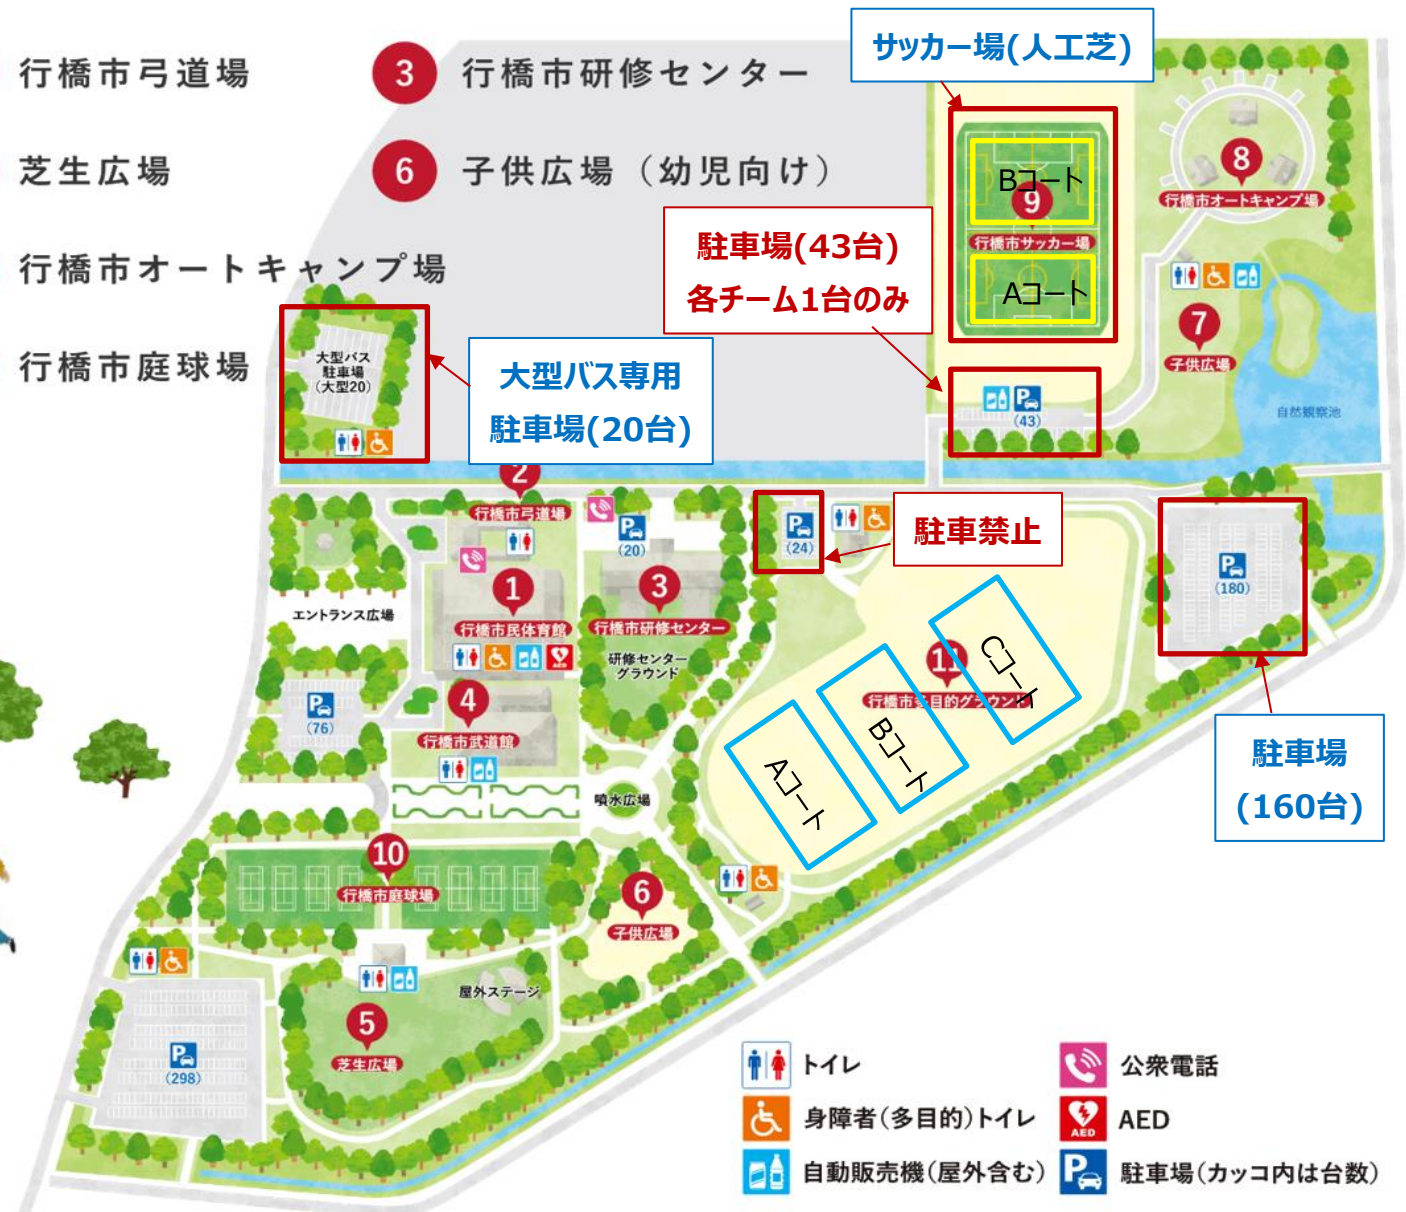 行橋市弓道場
3 行橋市研修センター
サッカー場(人工芝)
芝生広場
6 子供広場（幼児向け）
行橋市オートキャンプ場
行橋市庭球場
8
行橋市オートキャンプ場
Bコート
9
行橋市サッカー場
Aコート
駐車場(43台)
各チーム1台のみ
7
子供広場
自然観察池
P
(43)
大型バス
駐車場
(大型20)
大型バス専用
駐車場(20台)
2
行橋市弓道場
P
(20)
P
(24)
駐車禁止
P
(180)
1
行橋市民体育館
AED
3
行橋市研修センター
研修センター
グラウンド
エントランス広場
P
(76)
4
行橋市武道館
噴水広場
11
行橋市多目的グラウンド
Aコート
Bコート
Cコート
駐車場
(160台)
10
行橋市庭球場
6
子供広場
屋外ステージ
5
芝生広場
P
(298)
トイレ
公衆電話
身障者(多目的)トイレ
AED AED
自動販売機(屋外含む)
P 駐車場(カッコ内は台数)